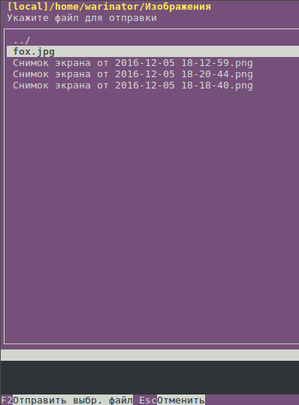 [local]/home/warinator/Изображения
Укажите файл для отправки
../
fox.jpg
Снимок экрана от 2016-12-05 18-12-59.png
Снимок экрана от 2016-12-05 18-20-44.png
Снимок экрана от 2016-12-05 18-18-40.png
F2Отправить выбр. файл EscОтменить